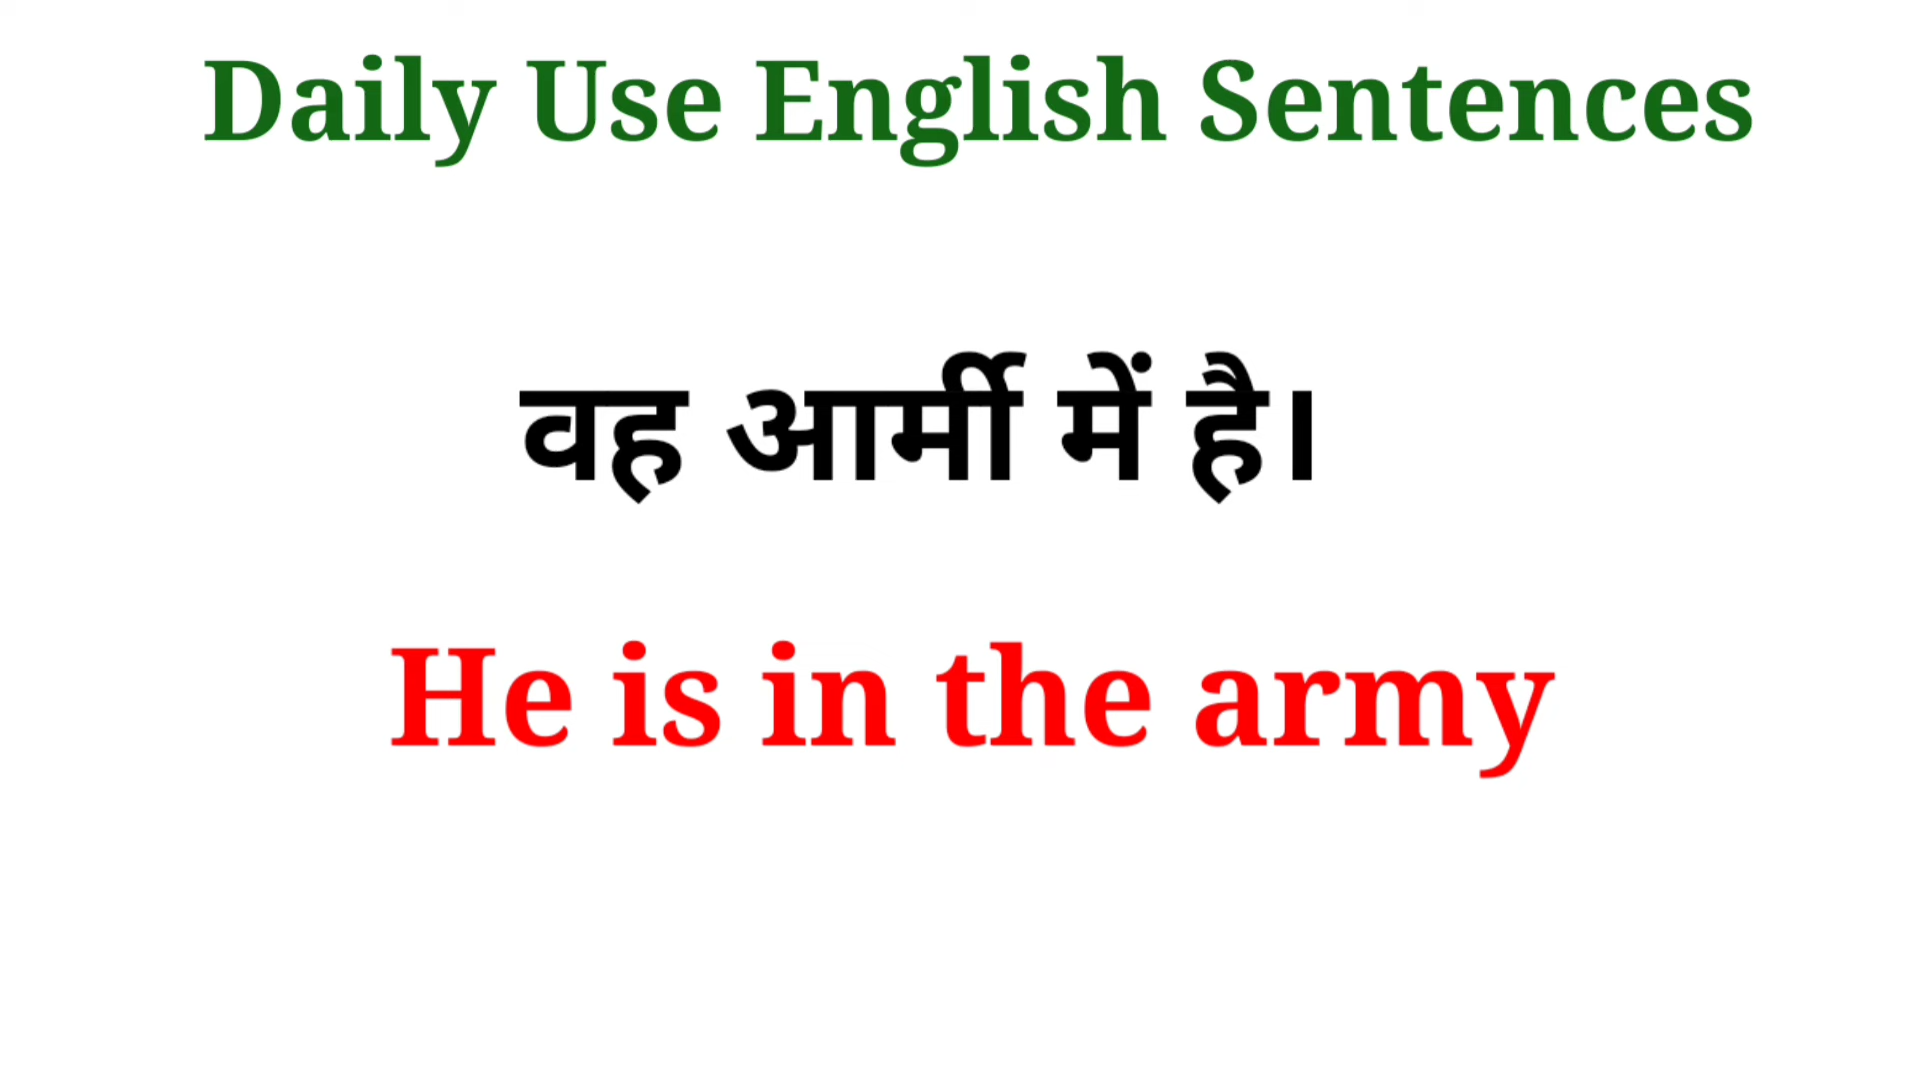 Daily Use English Sentences
वह आर्मी में है।
He is in the army